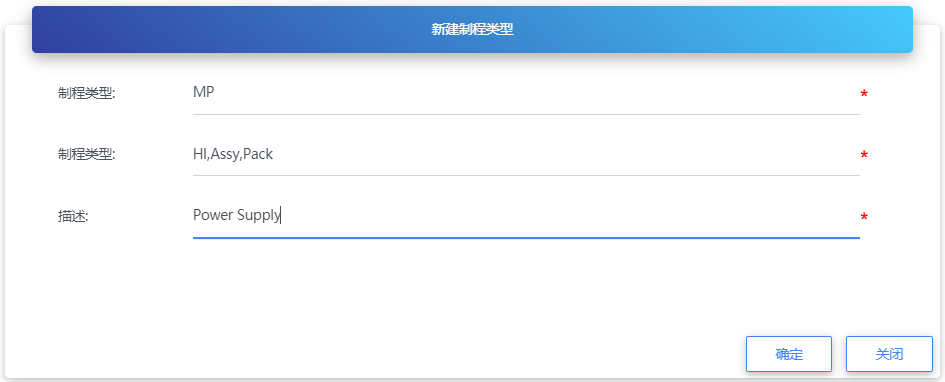 新建制程类型
制程类型: MP *
制程类型: HI,Assy,Pack *
描述: Power Supply *
确定 关闭